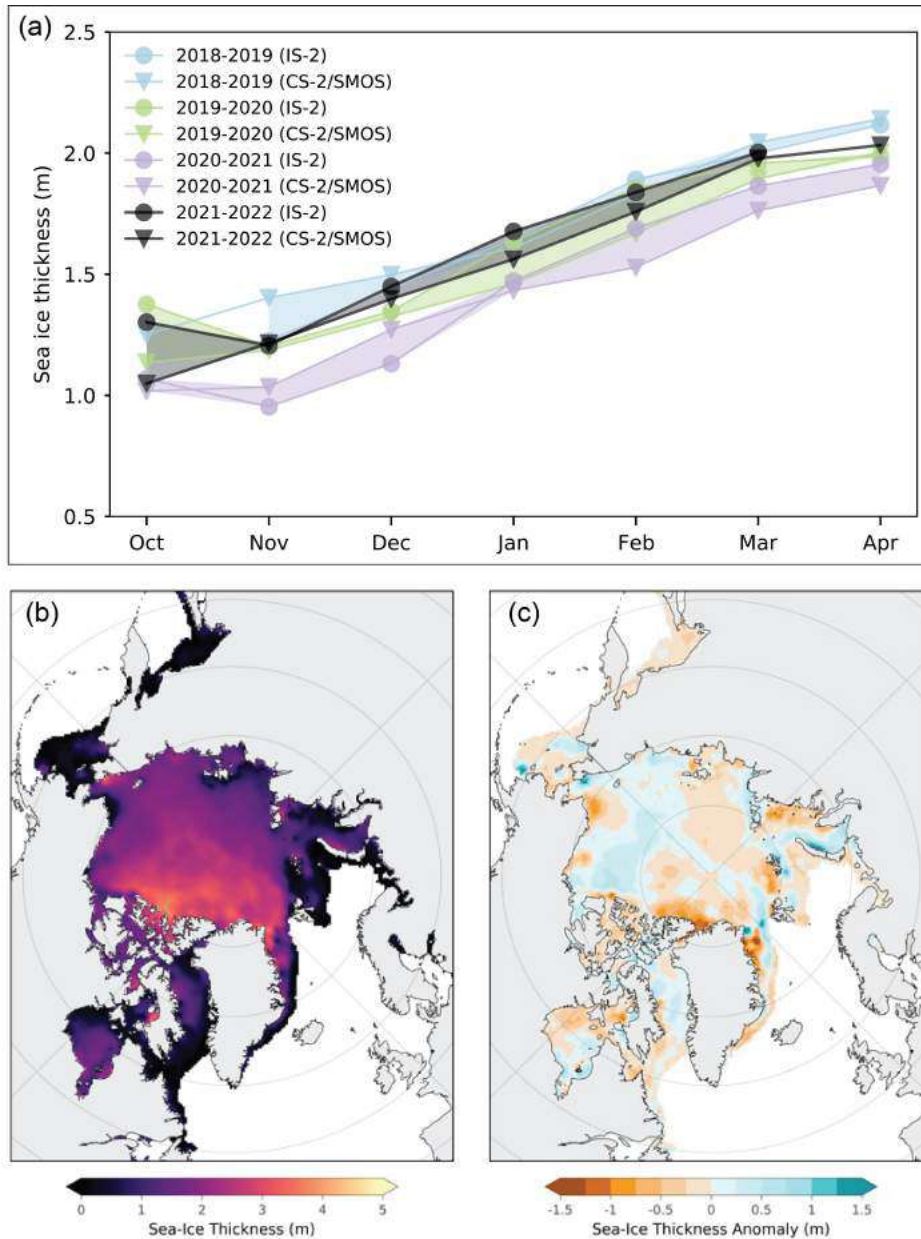 (a)
2.5
2.0
1.5
1.0
0.5
Sea ice thickness (m)
2018-2019 (IS-2)
2018-2019 (CS-2/SMOS)
2019-2020 (IS-2)
2019-2020 (CS-2/SMOS)
2020-2021 (IS-2)
2020-2021 (CS-2/SMOS)
2021-2022 (IS-2)
2021-2022 (CS-2/SMOS)
Oct Nov Dec Jan Feb Mar Apr
(b)
0 1 2 3 4 5
Sea-Ice Thickness (m)
(c)
-1.5 -1 -0.5 0 0.5 1 1.5
Sea-Ice Thickness Anomaly (m)